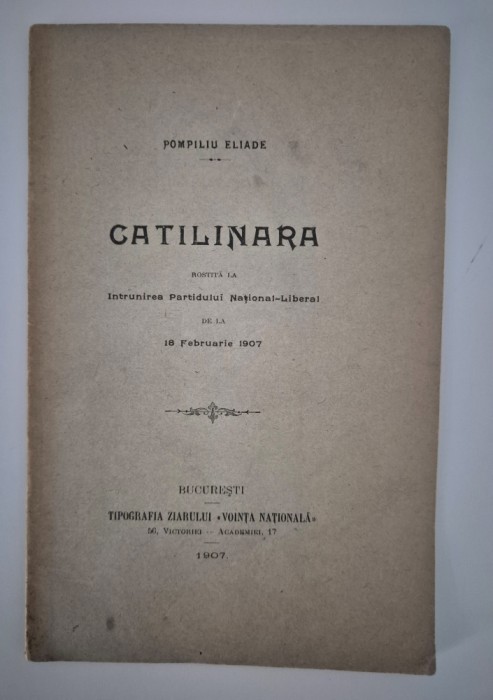 POMPILIU ELIADE
CATILINARA
ROSTITĂ LA
Intrunirea Partidului Național-Liberal
DE LA
18 Februarie 1907
BUCUREȘTI
TIPOGRAFIA ZIARULUI «VOINȚA NAȚIONALĂ»
56, VICTORIEI — ACADEMIEI, 17
1907